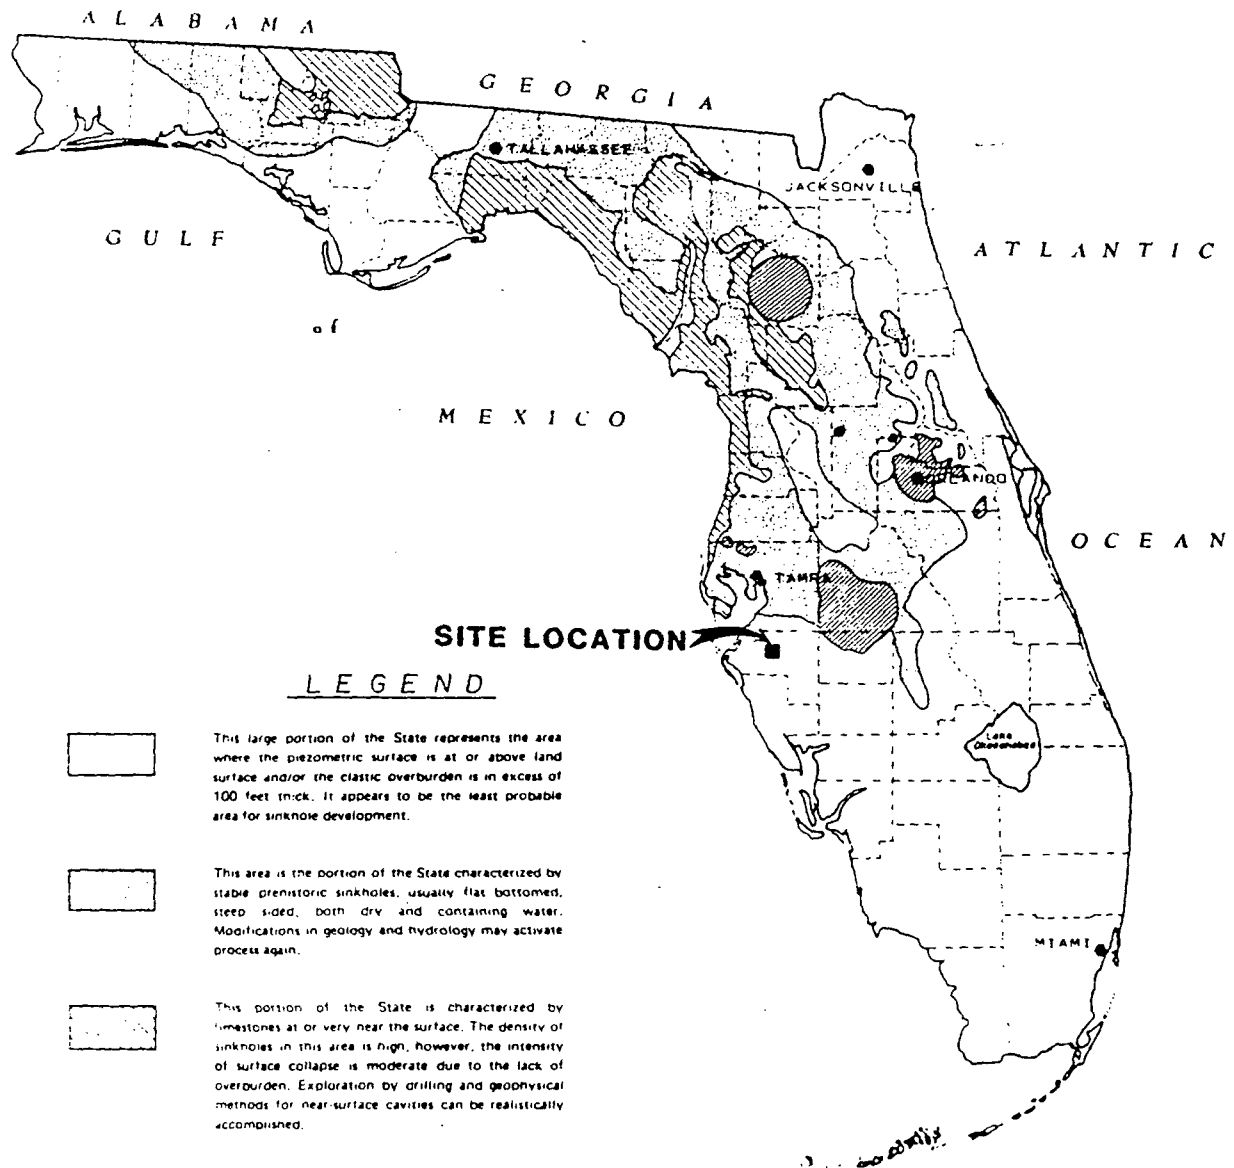 ALABAMA
GEORGIA
TALLAHASSEE
JACKSONVILLE
GULF
ATLANTIC
of
MEXICO
ORLANDO
OCEAN
TAMPA
SITE LOCATION
LEGEND
Lake
Okeechobee
This large portion of the State represents the area
where the piezometric surface is at or above land
surface and/or the clastic overburden is in excess of
100 feet thick. It appears to be the least probable
area for sinkhole development.
This area is the portion of the State characterized by
stable prehistoric sinkholes, usually flat bottomed,
steep sided, both dry and containing water.
Modifications in geology and hydrology may activate
process again.
MIAMI
This portion of the State is characterized by
limestones at or very near the surface. The density of
sinkholes in this area is high, however, the intensity
of surface collapse is moderate due to the lack of
overburden. Exploration by drilling and geophysical
methods for near-surface cavities can be realistically
accomplished.